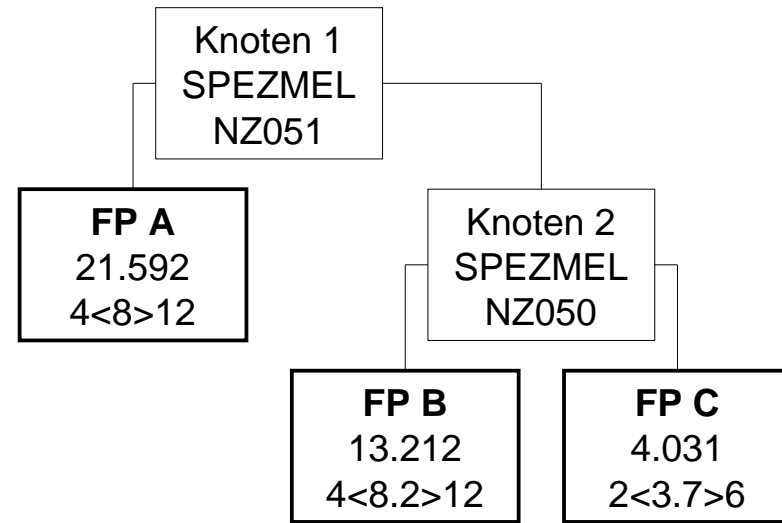 Knoten 1
SPEZMEL
NZ051
FP A
21.592
4<8>12
Knoten 2
SPEZMEL
NZ050
FP B
13.212
4<8.2>12
FP C
4.031
2<3.7>6